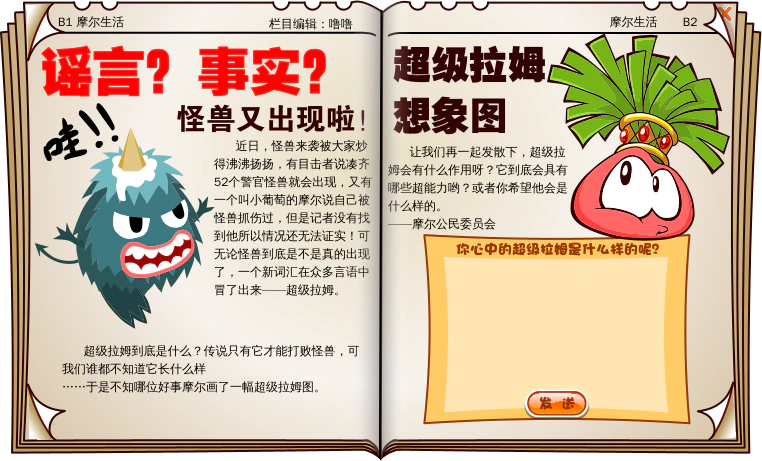 B1 摩尔生活
栏目编辑：噜噜
谣言？事实？
怪兽又出现啦！
哇!!
近日，怪兽来袭被大家炒
得沸沸扬扬，有目击者说凑齐
52个警官怪兽就会出现，又有
一个叫小葡萄的摩尔说自己被
怪兽抓伤过，但是记者没有找
到他所以情况还无法证实！可
无论怪兽到底是不是真的出现
了，一个新词汇在众多言语中
冒了出来——超级拉姆。
超级拉姆到底是什么？传说只有它才能打败怪兽，可
我们谁都不知道它长什么样
……于是不知哪位好事摩尔画了一幅超级拉姆图。
摩尔生活 B2
超级拉姆
想象图
让我们再一起发散下，超级拉
姆会有什么作用呀？它到底会具有
哪些超能力哟？或者你希望他会是
什么样的。
——摩尔公民委员会
你心中的超级拉姆是什么样的呢？
发 送